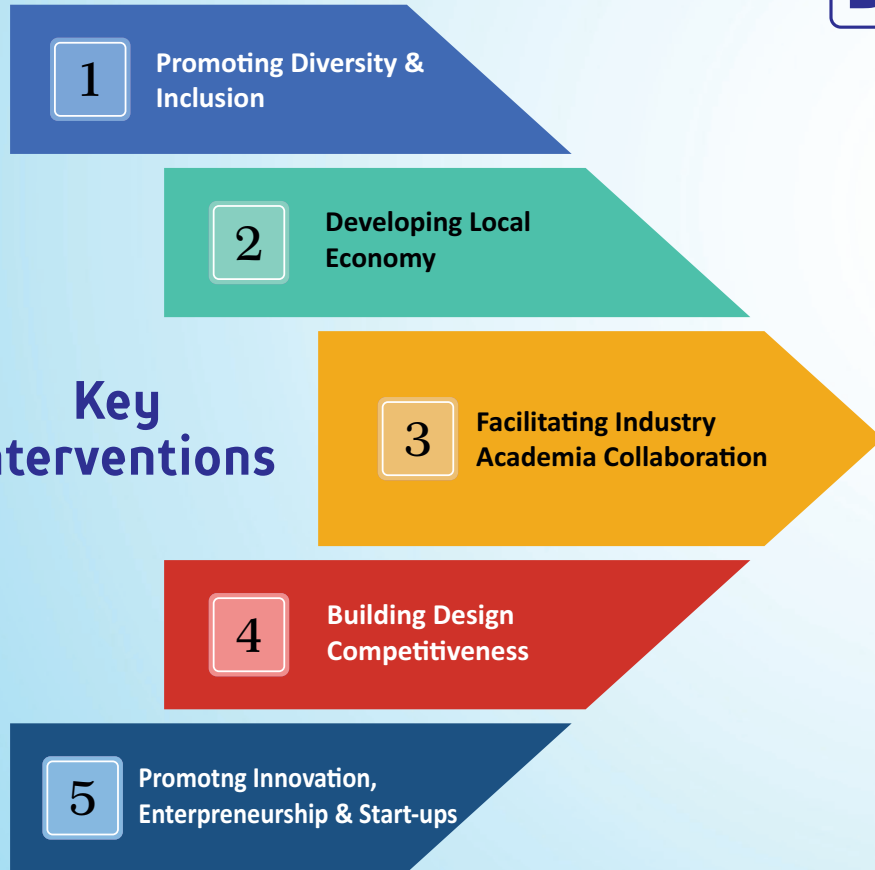 1
Promoting Diversity &
Inclusion
2
Developing Local
Economy
Key
nterventions
3
Facilitating Industry
Academia Collaboration
4
Building Design
Competitiveness
5
Promotng Innovation,
Enterpreneurship & Start-ups